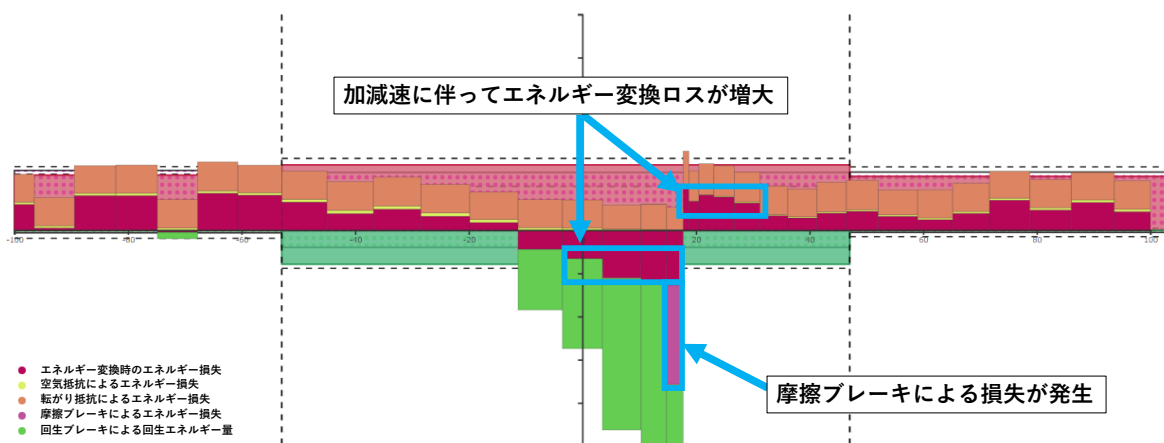 加減速に伴ってエネルギー変換ロスが増大
-100
-80
-60
-40
-20
20
40
60
80
100
摩擦ブレーキによる損失が発生
エネルギー変換時のエネルギー損失
空気抵抗によるエネルギー損失
転がり抵抗によるエネルギー損失
摩擦ブレーキによるエネルギー損失
回生ブレーキによる回生エネルギー量